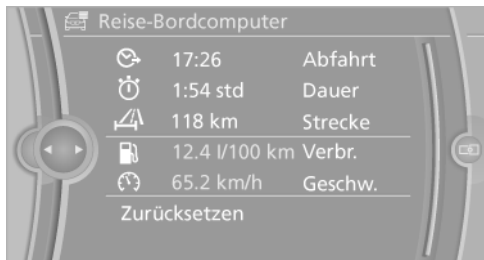 Reise-Bordcomputer
17:26 Abfahrt
1:54 std Dauer
118 km Strecke
12.4 l/100 km Verbr.
65.2 km/h Geschw.
Zurücksetzen